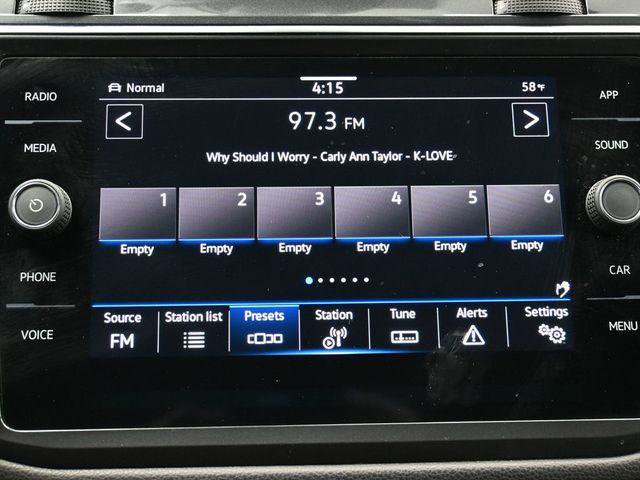 RADIO
MEDIA
PHONE
VOICE
Normal
4:15
58°F
97.3 FM
Why Should I Worry - Carly Ann Taylor - K-LOVE
1 2 3 4 5 6
Empty Empty Empty Empty Empty Empty
Source Station list Presets Station Tune Alerts Settings
FM
APP
SOUND
CAR
MENU